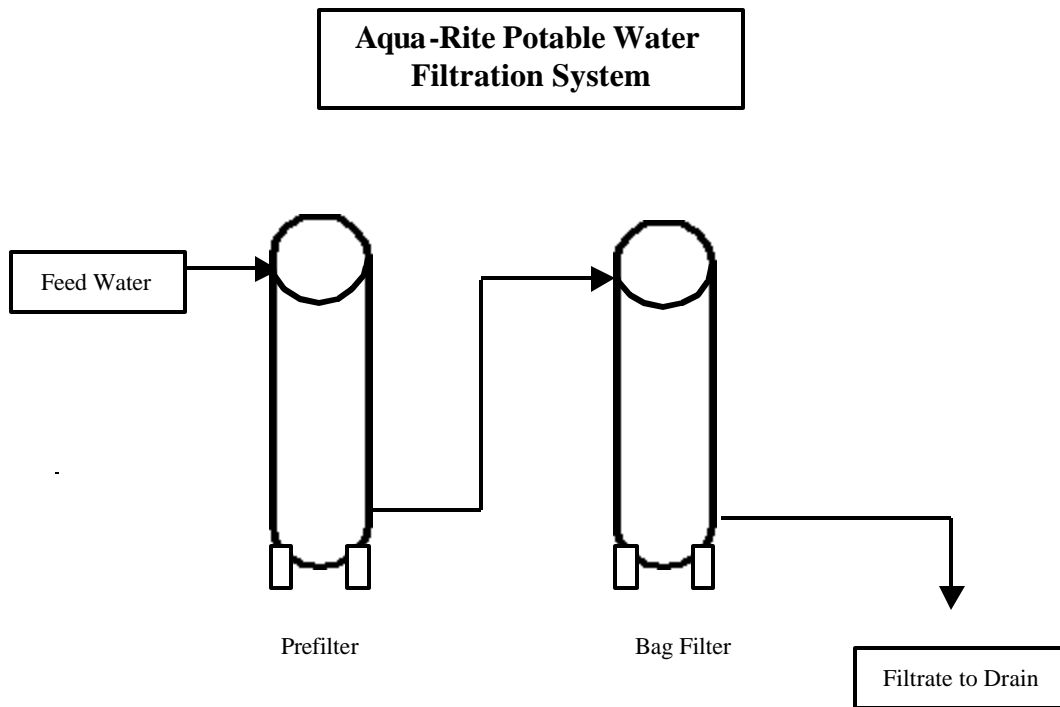 Aqua-Rite Potable Water
Filtration System
Feed Water
Prefilter
Bag Filter
Filtrate to Drain